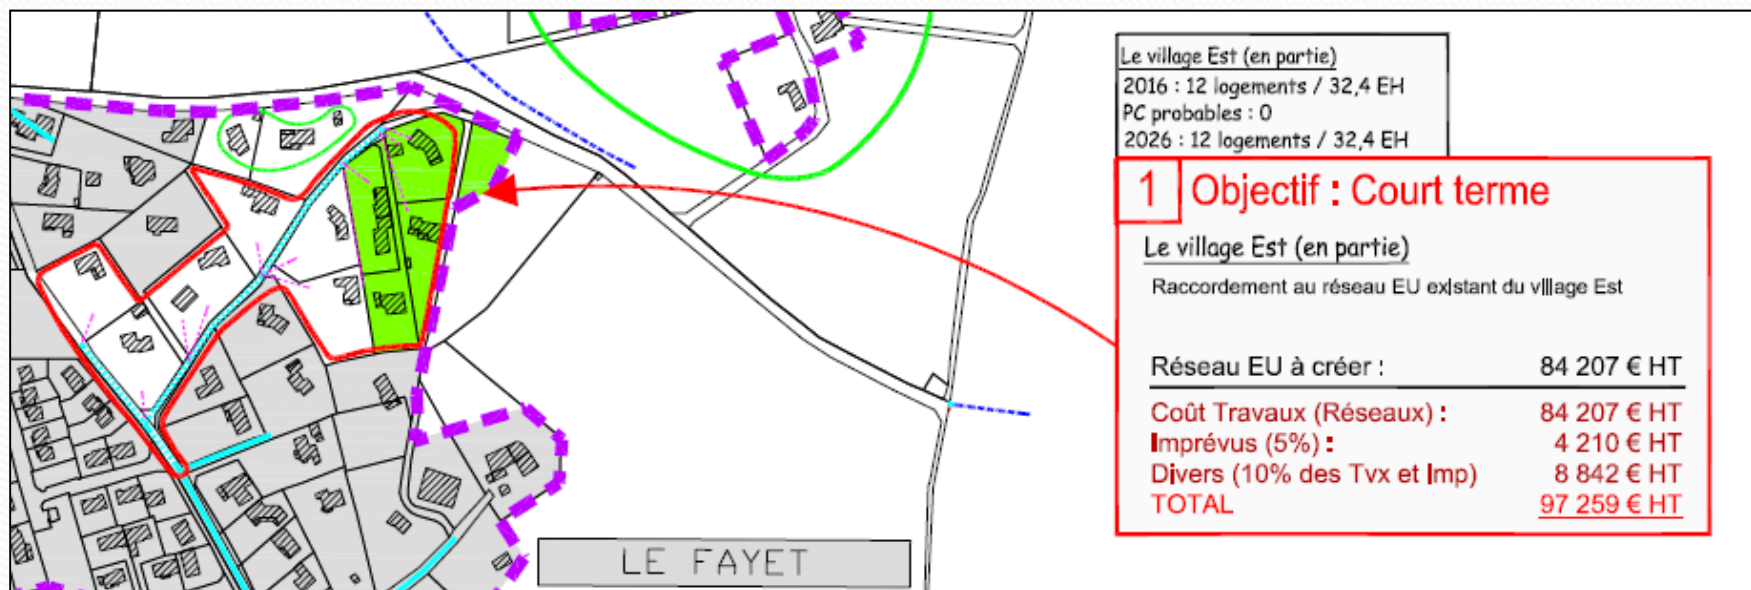 Le village Est (en partie)
2016 : 12 logements / 32,4 EH
PC probables : 0
2026 : 12 logements / 32,4 EH
1 Objectif : Court terme
Le village Est (en partie)
Raccordement au réseau EU existant du village Est
Réseau EU à créer : 84 207 € HT
Coût Travaux (Réseaux) : 84 207 € HT
Imprévus (5%) : 4 210 € HT
Divers (10% des Tvx et Imp) 8 842 € HT
TOTAL 97 259 € HT
LE FAYET